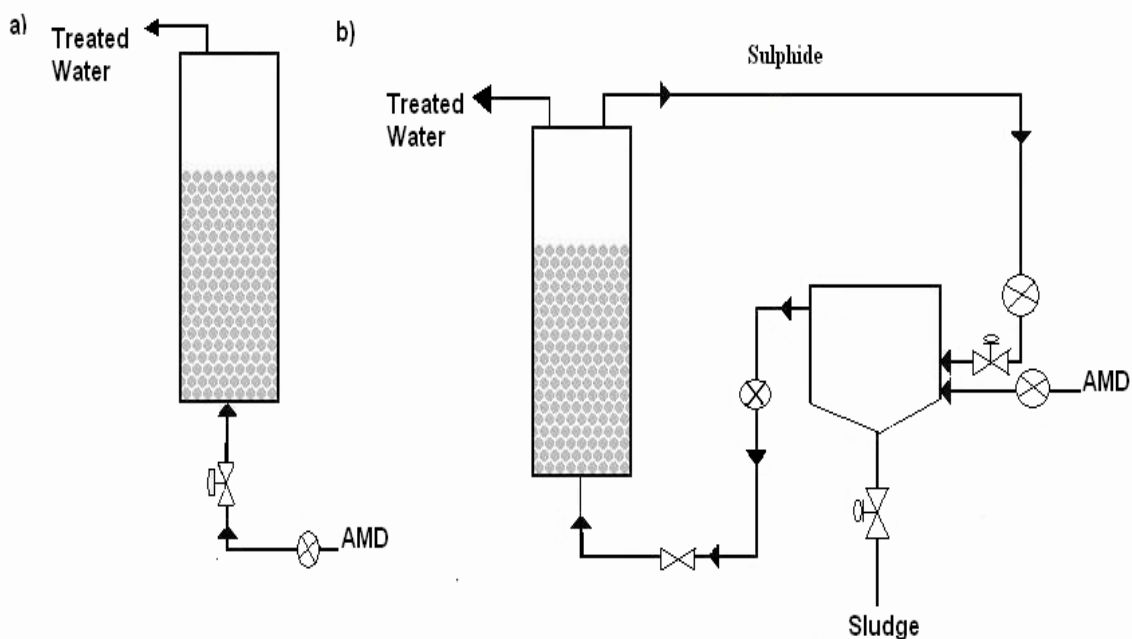 a)
Treated
Water
AMD
b)
Sulphide
Treated
Water
AMD
Sludge